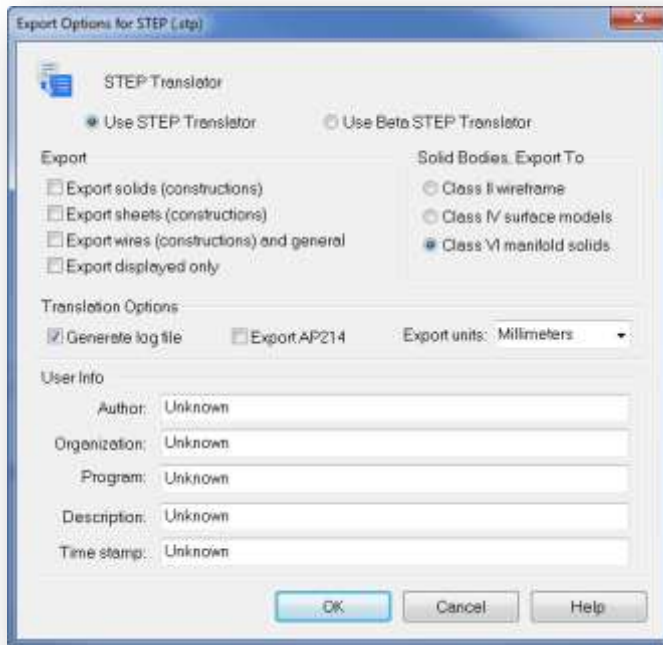 Export Options for STEP (.stp)
STEP Translator
Use STEP Translator Use Beta STEP Translator
Export Solid Bodies, Export To
Export solids (constructions) Class II wireframe
Export sheets (constructions) Class IV surface models
Export wires (constructions) and general Class VI manifold solids
Export displayed only
Translation Options
Generate log file Export AP214 Export units: Millimeters
User Info
Author: Unknown
Organization: Unknown
Program: Unknown
Description: Unknown
Time stamp: Unknown
OK Cancel Help